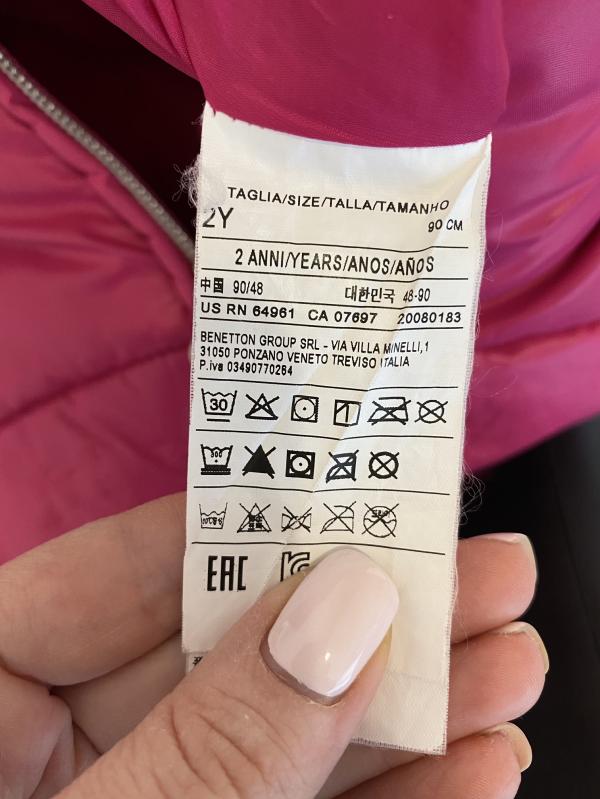 TAGLIA/SIZE/TALLA/TAMANHO
2Y 90 CM
2 ANNI/YEARS/ANOS/AÑOS
中国 90/48 대한민국 48-90
US RN 64961 CA 07697 20080183
BENETTON GROUP SRL - VIA VILLA MINELLI,1
31050 PONZANO VENETO TREVISO ITALIA
P.iva 03490770264
30
1
EAC